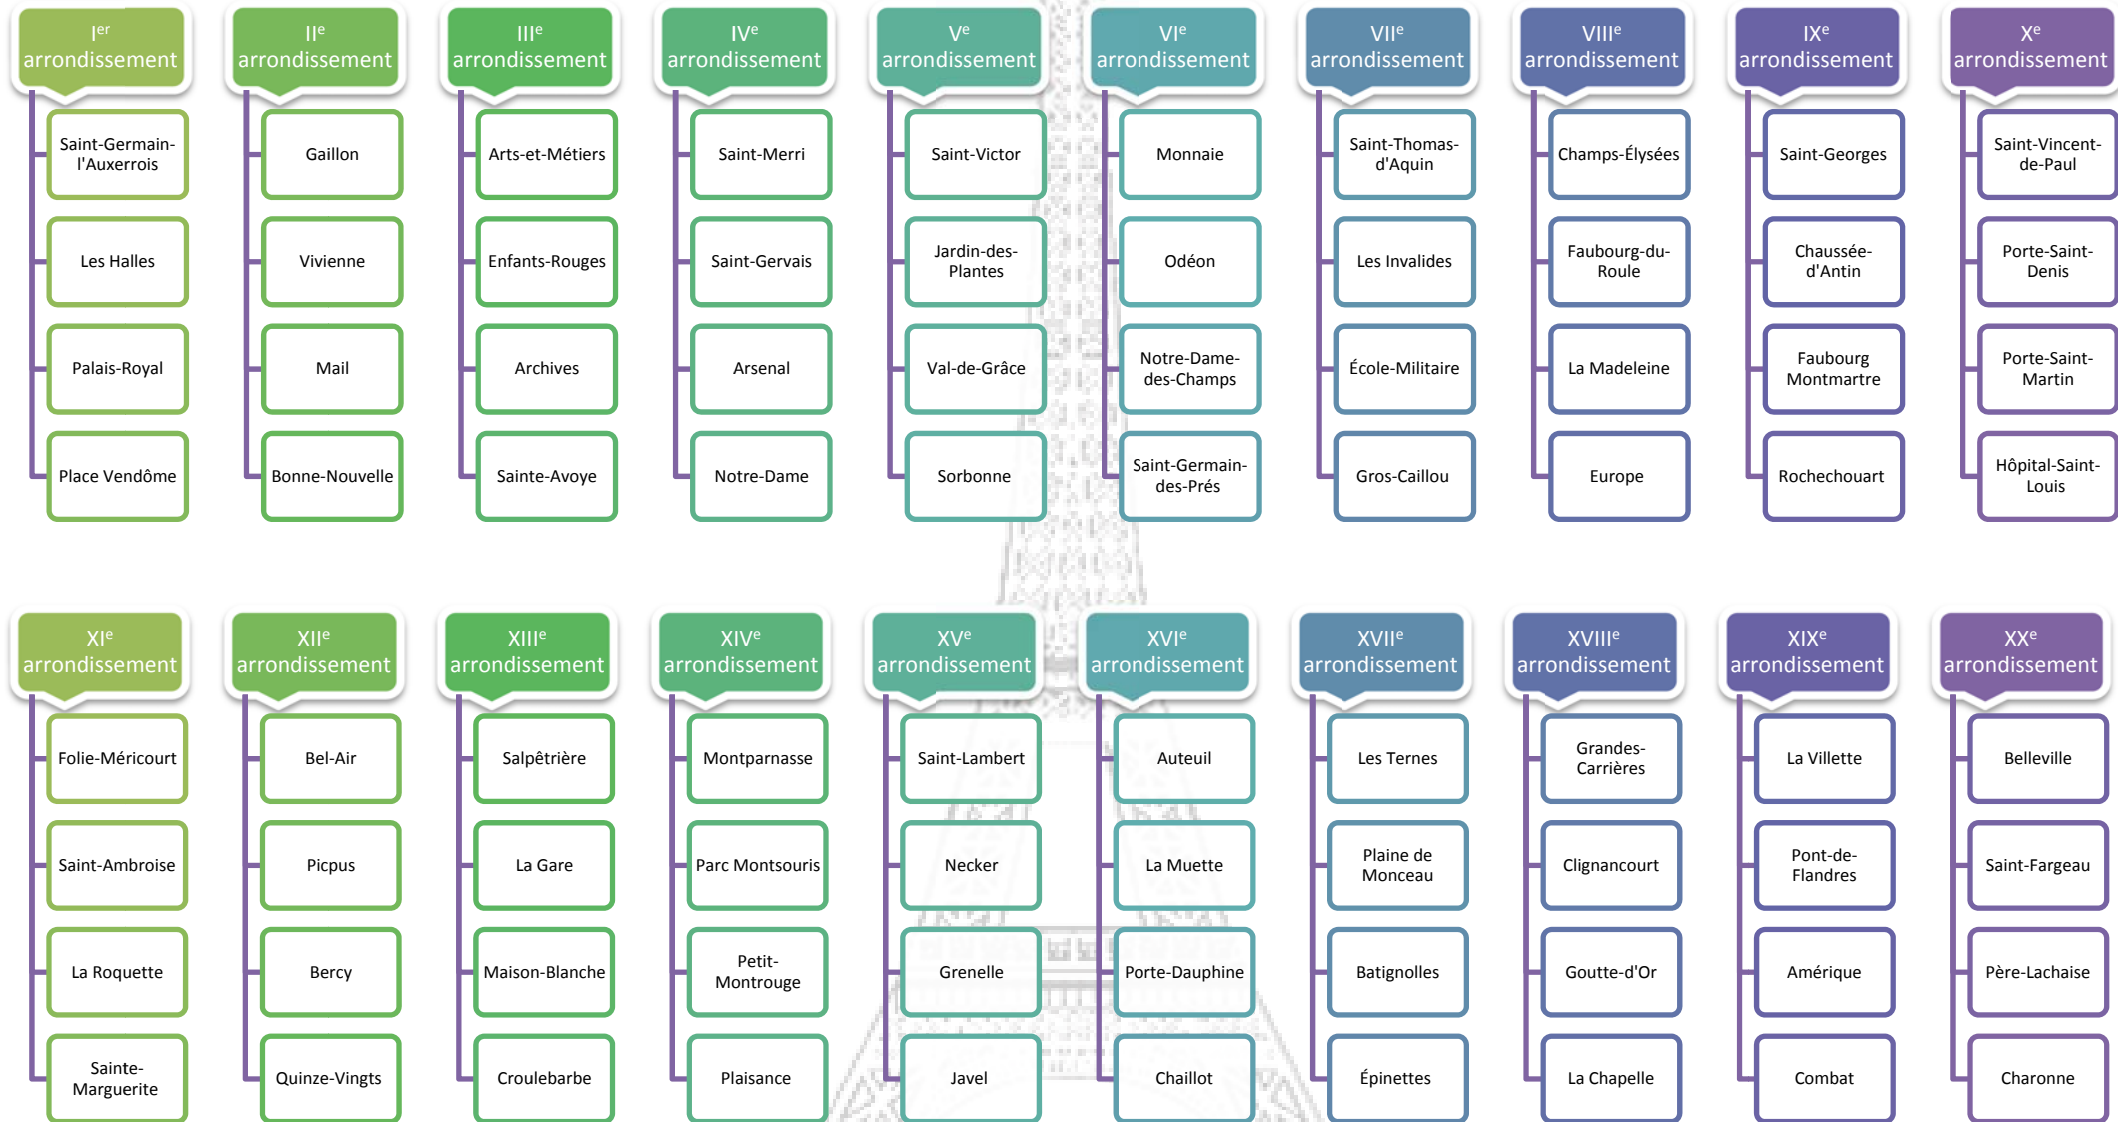 Ier
arrondissement
Saint-Germain-
l'Auxerrois
Les Halles
Palais-Royal
Place Vendôme
IIe
arrondissement
Gaillon
Vivienne
Mail
Bonne-Nouvelle
IIIe
arrondissement
Arts-et-Métiers
Enfants-Rouges
Archives
Sainte-Avoye
IVe
arrondissement
Saint-Merri
Saint-Gervais
Arsenal
Notre-Dame
Ve
arrondissement
Saint-Victor
Jardin-des-
Plantes
Val-de-Grâce
Sorbonne
VIe
arrondissement
Monnaie
Odéon
Notre-Dame-
des-Champs
Saint-Germain-
des-Prés
VIIe
arrondissement
Saint-Thomas-
d'Aquin
Les Invalides
École-Militaire
Gros-Caillou
VIIIe
arrondissement
Champs-Élysées
Faubourg-du-
Roule
La Madeleine
Europe
IXe
arrondissement
Saint-Georges
Chaussée-
d'Antin
Faubourg
Montmartre
Rochechouart
Xe
arrondissement
Saint-Vincent-
de-Paul
Porte-Saint-
Denis
Porte-Saint-
Martin
Hôpital-Saint-
Louis
XIe
arrondissement
Folie-Méricourt
Saint-Ambroise
La Roquette
Sainte-
Marguerite
XIIe
arrondissement
Bel-Air
Picpus
Bercy
Quinze-Vingts
XIIIe
arrondissement
Salpêtrière
La Gare
Maison-Blanche
Croulebarbe
XIVe
arrondissement
Montparnasse
Parc Montsouris
Petit-
Montrouge
Plaisance
XVe
arrondissement
Saint-Lambert
Necker
Grenelle
Javel
XVIe
arrondissement
Auteuil
La Muette
Porte-Dauphine
Chaillot
XVIIe
arrondissement
Les Ternes
Plaine de
Monceau
Batignolles
Épinettes
XVIIIe
arrondissement
Grandes-
Carrières
Clignancourt
Goutte-d'Or
La Chapelle
XIXe
arrondissement
La Villette
Pont-de-
Flandres
Amérique
Combat
XXe
arrondissement
Belleville
Saint-Fargeau
Père-Lachaise
Charonne